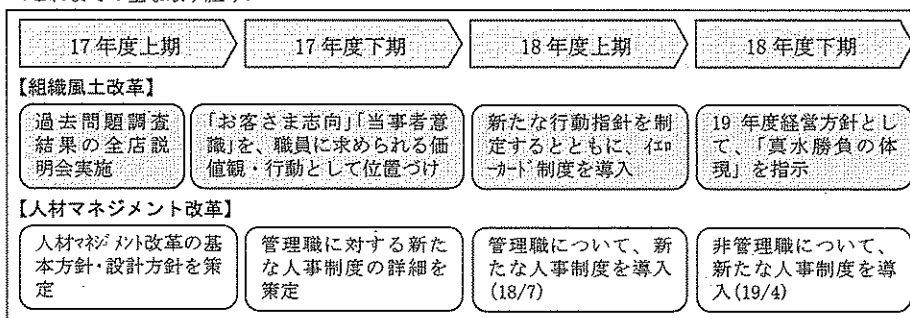 17年度上期
17年度下期
18年度上期
18年度下期
【組織風土改革】
過去問題調査
結果の全店説
明会実施
「お客さま志向」「当事者意
識」を、職員に求められる価
値観・行動として位置づけ
新たな行動指針を制
定するとともに、ｲｴﾛ
ｰｶｰﾄﾞ制度を導入
19 年度経営方針とし
て、「真水勝負の体
現」を指示
【人材マネジメント改革】
人材ﾏﾈｼﾞﾒﾝﾄ改革の基
本方針・設計方針を策
定
管理職に対する新た
な人事制度の詳細を
策定
管理職について、新
たな人事制度を導入
(18/7)
非管理職について、
新たな人事制度を導
入(19/4)